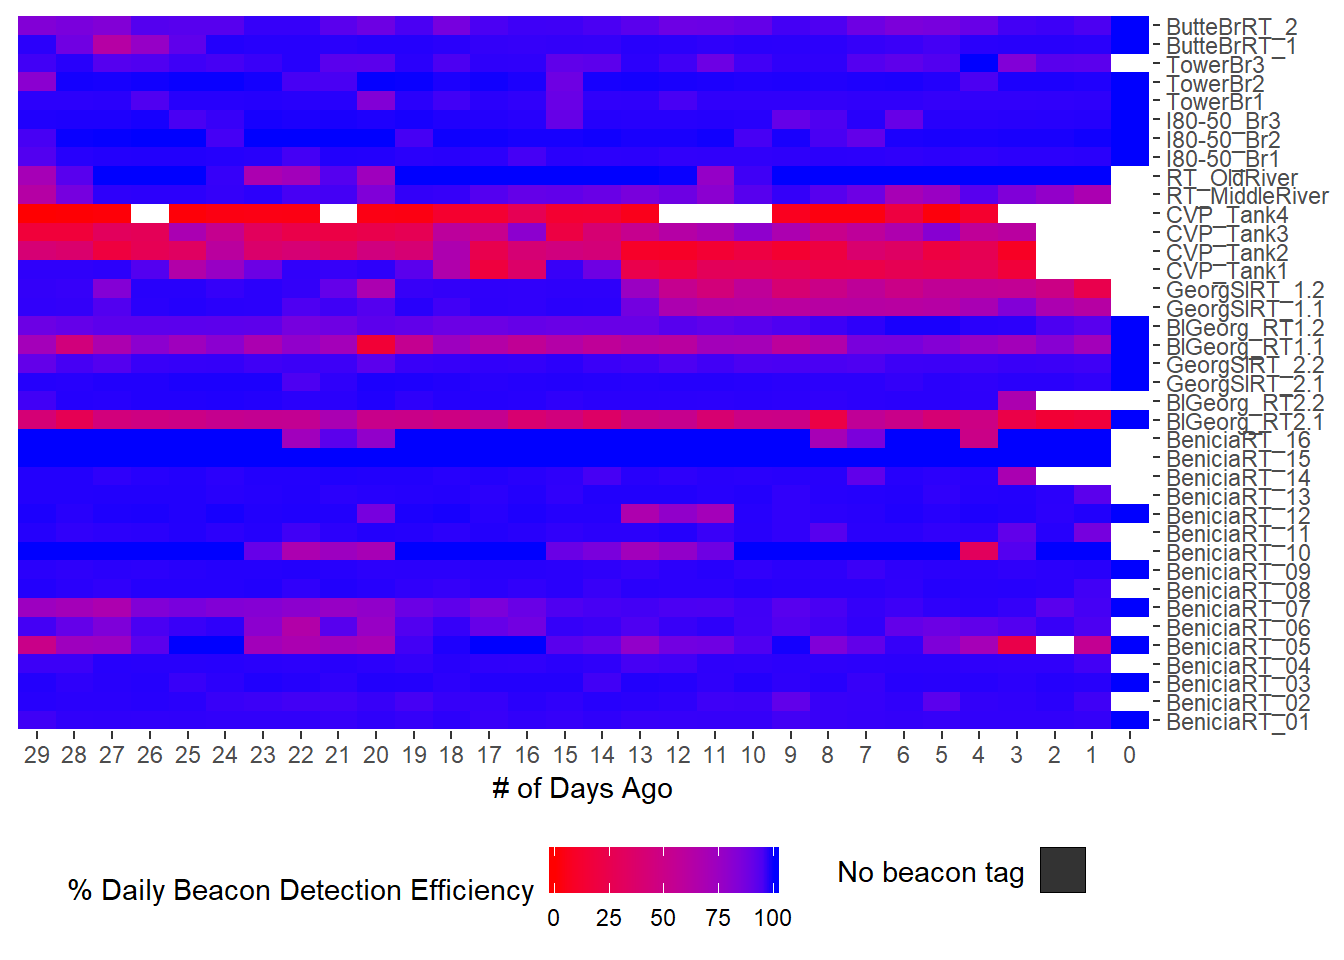 ButteBrRT_2
ButteBrRT_1
TowerBr3
TowerBr2
TowerBr1
I80-50_Br3
I80-50_Br2
I80-50_Br1
RT_OldRiver
RT_MiddleRiver
CVP_Tank4
CVP_Tank3
CVP_Tank2
CVP_Tank1
GeorgSlRT_1.2
GeorgSlRT_1.1
BlGeorg_RT1.2
BlGeorg_RT1.1
GeorgSlRT_2.2
GeorgSlRT_2.1
BlGeorg_RT2.2
BlGeorg_RT2.1
BeniciaRT_16
BeniciaRT_15
BeniciaRT_14
BeniciaRT_13
BeniciaRT_12
BeniciaRT_11
BeniciaRT_10
BeniciaRT_09
BeniciaRT_08
BeniciaRT_07
BeniciaRT_06
BeniciaRT_05
BeniciaRT_04
BeniciaRT_03
BeniciaRT_02
BeniciaRT_01
29 28 27 26 25 24 23 22 21 20 19 18 17 16 15 14 13 12 11 10 9 8 7 6 5 4 3 2 1 0
# of Days Ago
% Daily Beacon Detection Efficiency
0 25 50 75 100
No beacon tag